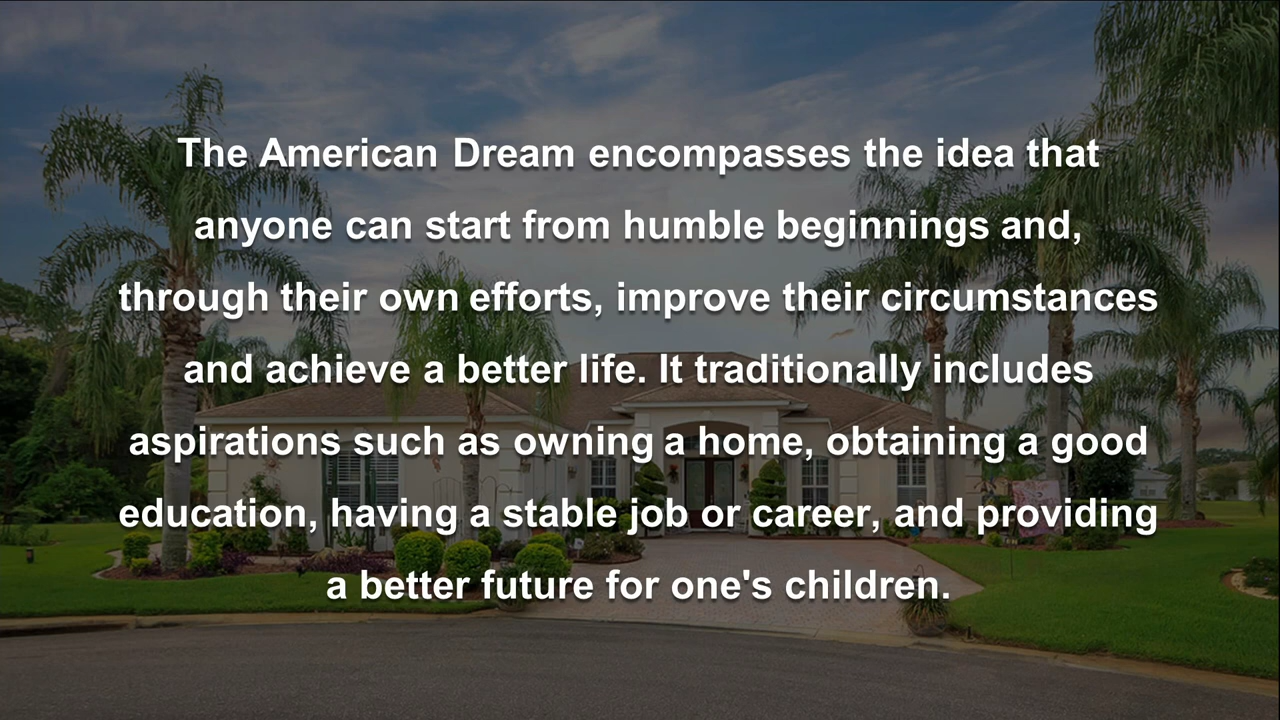 The American Dream encompasses the idea that
anyone can start from humble beginnings and,
through their own efforts, improve their circumstances
and achieve a better life. It traditionally includes
aspirations such as owning a home, obtaining a good
education, having a stable job or career, and providing
a better future for one's children.